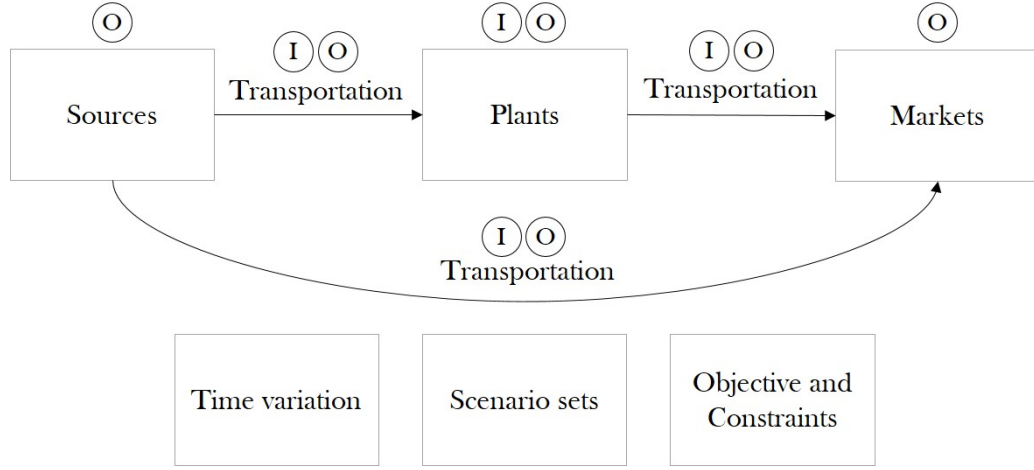 O
I O
I O
I O
O
Transportation
Transportation
Sources
Plants
Markets
I O
Transportation
Time variation
Scenario sets
Objective and
Constraints